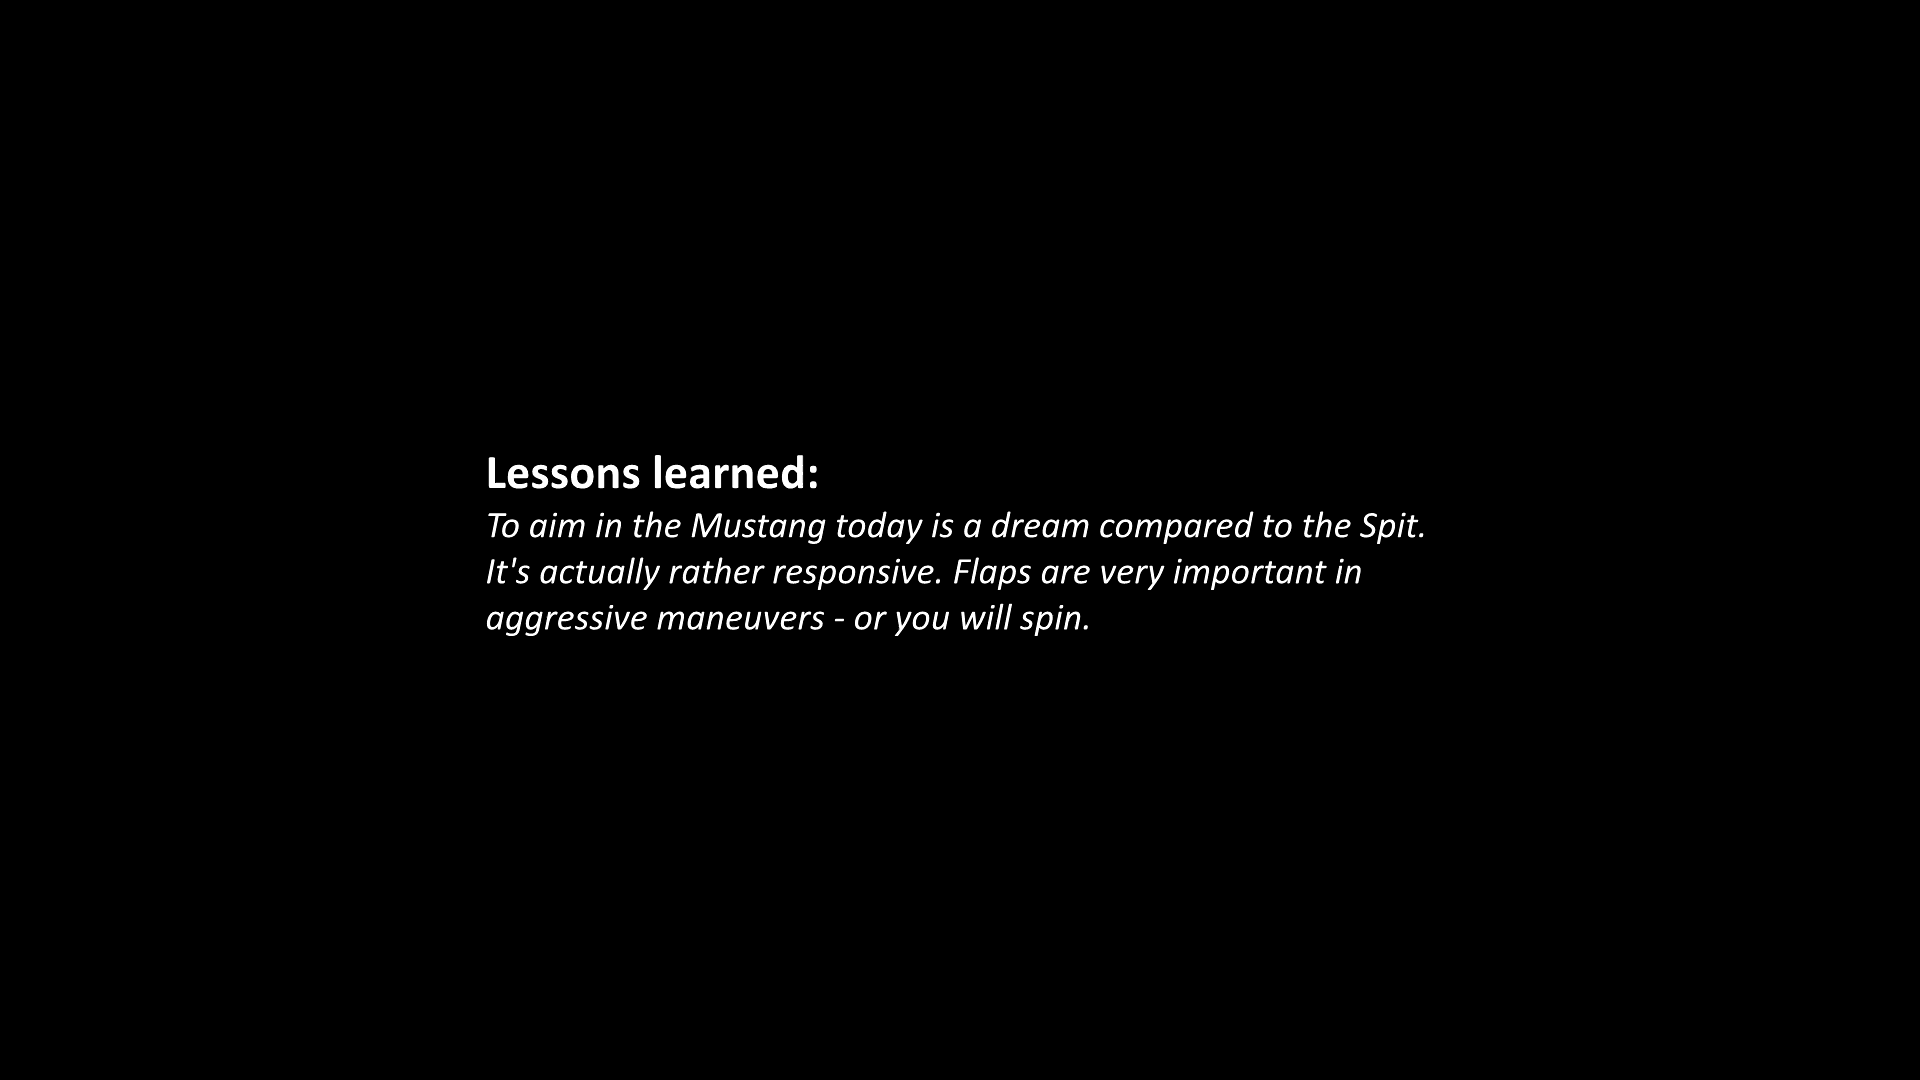 Lessons learned:
To aim in the Mustang today is a dream compared to the Spit.
It's actually rather responsive. Flaps are very important in
aggressive maneuvers - or you will spin.